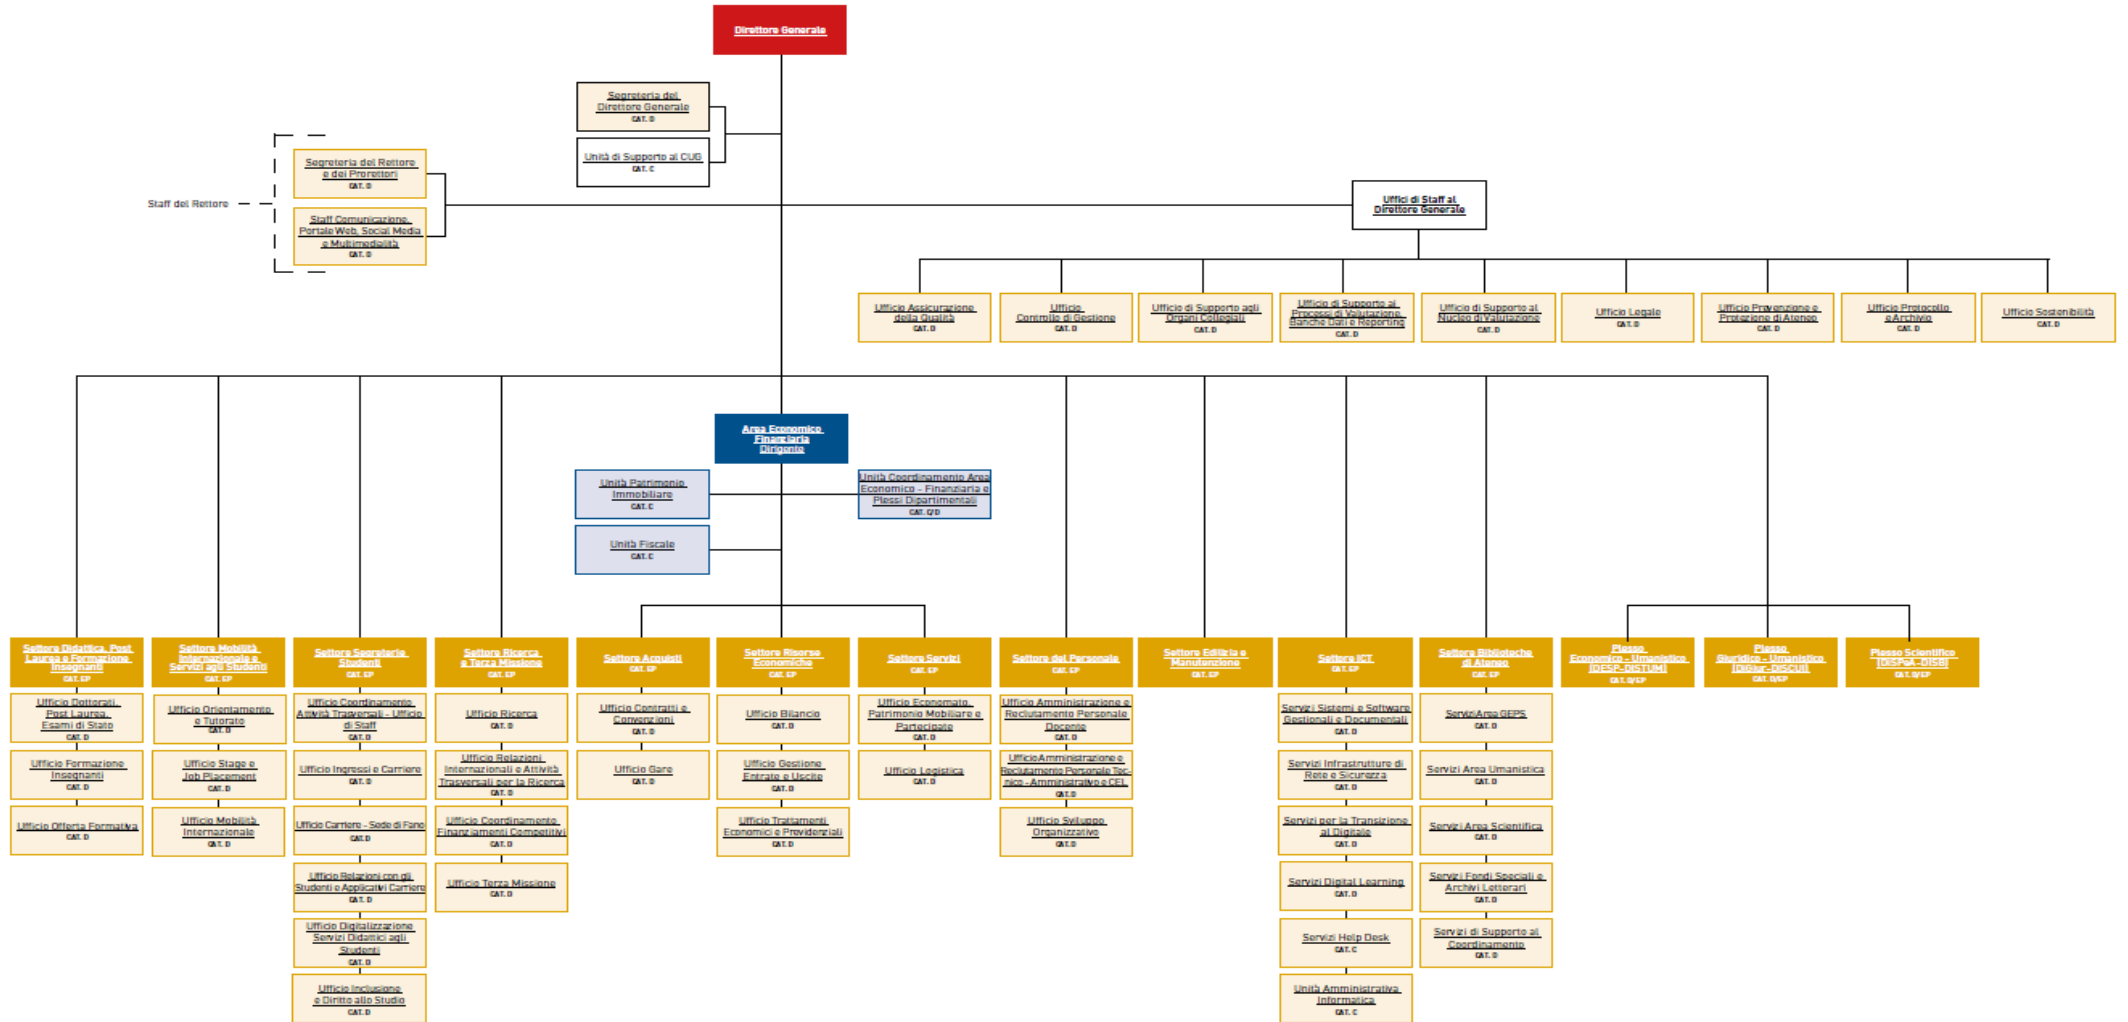 Direttore Generale
Segreteria del
Direttore Generale
CAT. D
Unità di Supporto al CUG
CAT. C
Segreteria del Rettore
e dei Prorettori
CAT. D
Staff del Rettore
Staff Comunicazione,
Portale Web, Social Media
e Multimedialità
CAT. D
Uffici di Staff al
Direttore Generale
Ufficio Assicurazione
della Qualità
CAT. D
Ufficio
Controllo di Gestione
CAT. D
Ufficio di Supporto agli
Organi Collegiali
CAT. D
Ufficio di Supporto ai
Processi di Valutazione,
Banche Dati e Reporting
CAT. D
Ufficio di Supporto al
Nucleo di Valutazione
CAT. D
Ufficio Legale
CAT. D
Ufficio Prevenzione e
Protezione di Ateneo
CAT. D
Ufficio Protocollo
e Archivio
CAT. D
Ufficio Sostenibilità
CAT. D
Area Economico
Finanziaria
Dirigente
Unità Patrimonio
Immobiliare
CAT. C
Unità Coordinamento Area
Economico - Finanziaria e
Plessi Dipartimentali
CAT. C/D
Unità Fiscale
CAT. C
Settore Didattica, Post
Laurea e Formazione
Insegnanti
CAT. EP
Ufficio Dottorati,
Post Laurea,
Esami di Stato
CAT. D
Ufficio Formazione
Insegnanti
CAT. D
Ufficio Offerta Formativa
CAT. D
Settore Mobilità
Internazionale e
Servizi agli Studenti
CAT. EP
Ufficio Orientamento
e Tutorato
CAT. D
Ufficio Stage e
Job Placement
CAT. D
Ufficio Mobilità
Internazionale
CAT. D
Settore Segreterie
Studenti
CAT. EP
Ufficio Coordinamento
Attività Trasversali - Ufficio
di Staff
CAT. D
Ufficio Ingressi e Carriere
CAT. D
Ufficio Carriere - Sede di Fano
CAT. D
Ufficio Relazioni con gli
Studenti e Applicativi Carriere
CAT. D
Ufficio Digitalizzazione
Servizi Didattici agli
Studenti
CAT. D
Ufficio Inclusione
e Diritto allo Studio
CAT. D
Settore Ricerca
e Terza Missione
CAT. EP
Ufficio Ricerca
CAT. D
Ufficio Relazioni
Internazionali e Attività
Trasversali per la Ricerca
CAT. D
Ufficio Coordinamento
Finanziamenti Competitivi
CAT. D
Ufficio Terza Missione
CAT. D
Settore Acquisti
CAT. EP
Ufficio Contratti e
Convenzioni
CAT. D
Ufficio Gare
CAT. D
Settore Risorse
Economiche
CAT. EP
Ufficio Bilancio
CAT. D
Ufficio Gestione
Entrate e Uscite
CAT. D
Ufficio Trattamenti
Economici e Previdenziali
CAT. D
Settore Servizi
CAT. EP
Ufficio Economato,
Patrimonio Mobiliare e
Partecipate
CAT. D
Ufficio Logistica
CAT. D
Settore del Personale
CAT. EP
Ufficio Amministrazione e
Reclutamento Personale
Docente
CAT. D
Ufficio Amministrazione e
Reclutamento Personale Tec-
nico - Amministrativo e CEL
CAT. D
Ufficio Sviluppo
Organizzativo
CAT. D
Settore Edilizia e
Manutenzione
CAT. EP
Settore ICT
CAT. EP
Servizi Sistemi e Software
Gestionali e Documentali
CAT. D
Servizi Infrastrutture di
Rete e Sicurezza
CAT. D
Servizi per la Transizione
al Digitale
CAT. D
Servizi Digital Learning
CAT. D
Servizi Help Desk
CAT. C
Unità Amministrativa
Informatica
CAT. C
Settore Biblioteche
di Ateneo
CAT. EP
Servizi Area GEPS
CAT. D
Servizi Area Umanistica
CAT. D
Servizi Area Scientifica
CAT. D
Servizi Fondi Speciali e
Archivi Letterari
CAT. D
Servizi di Supporto al
Coordinamento
CAT. D
Plesso
Economico - Umanistico
(DESP-DISTUM)
CAT. D/EP
Plesso
Giuridico - Umanistico
(DiGiur-DISCUI)
CAT. D/EP
Plesso Scientifico
(DiSPeA-DISB)
CAT. D/EP